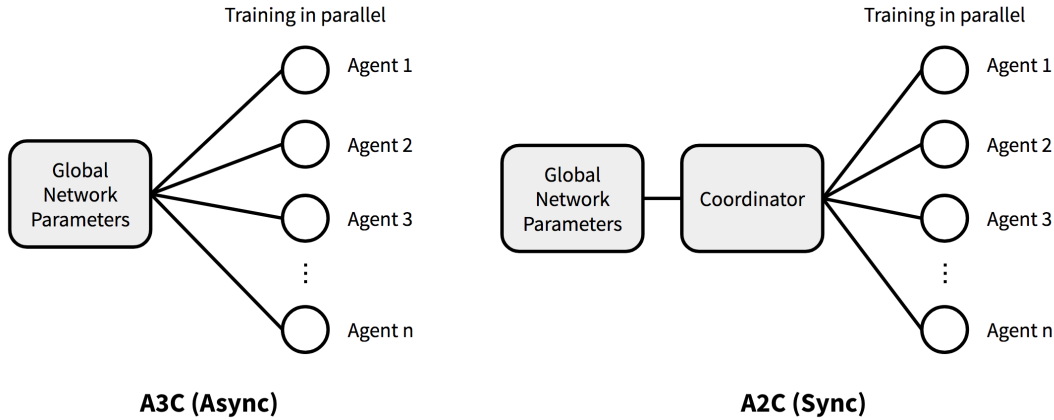 Training in parallel
Agent 1
Agent 2
Agent 3
Agent n
Global
Network
Parameters
A3C (Async)
Training in parallel
Agent 1
Agent 2
Agent 3
Agent n
Global
Network
Parameters
Coordinator
A2C (Sync)